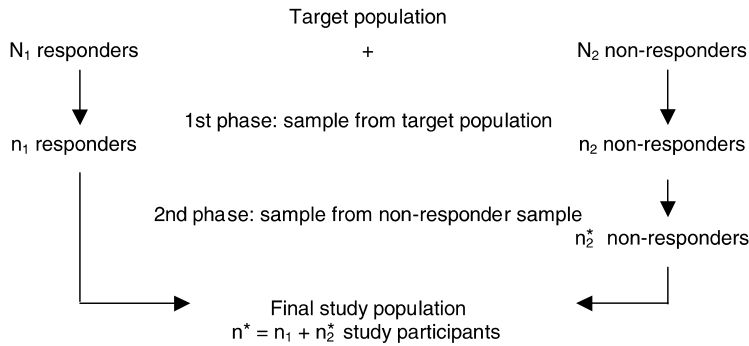 Target population
N₁ responders + N₂ non-responders
1st phase: sample from target population
n₁ responders n₂ non-responders
2nd phase: sample from non-responder sample
n₂* non-responders
Final study population
n* = n₁ + n₂* study participants